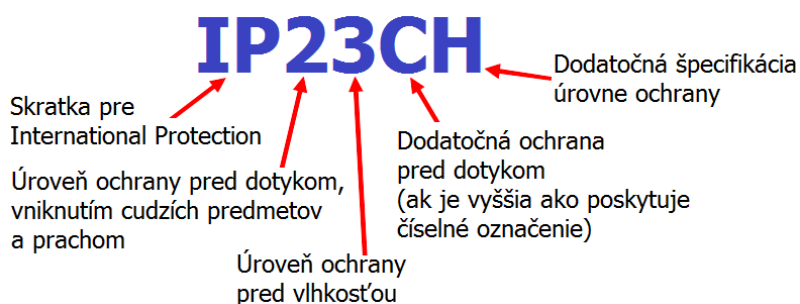 IP23CH
Dodatočná špecifikácia
úrovne ochrany
Skratka pre
International Protection
Dodatočná ochrana
pred dotykom
(ak je vyššia ako poskytuje
číselné označenie)
Úroveň ochrany pred dotykom,
vniknutím cudzích predmetov
a prachom
Úroveň ochrany
pred vlhkosťou